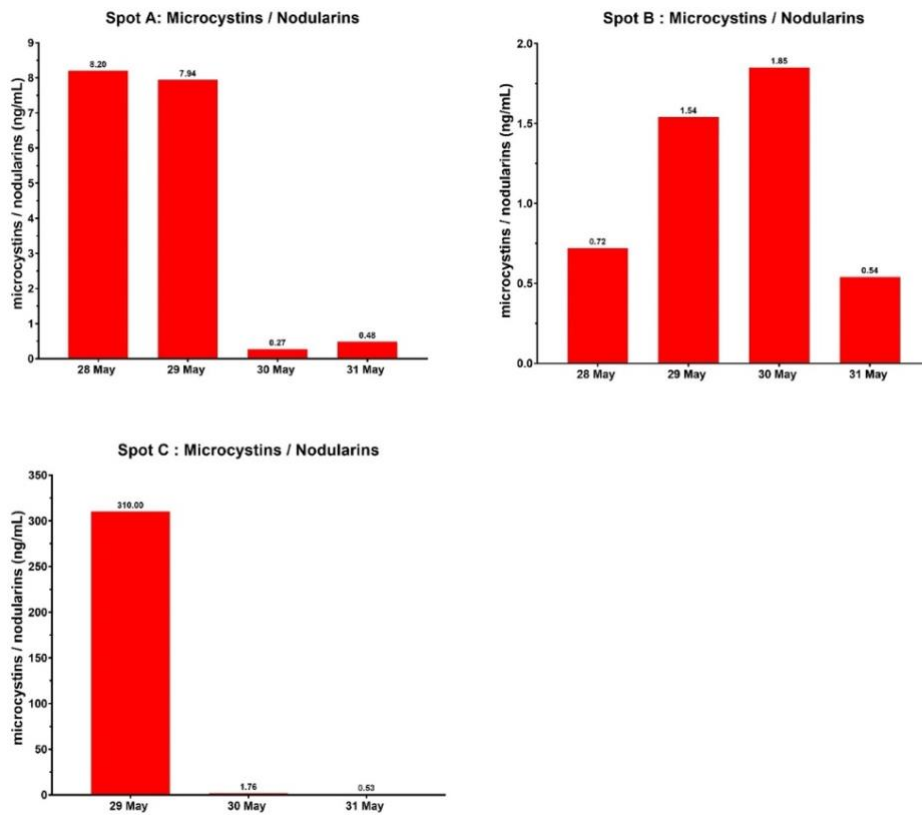 Spot A: Microcystins / Nodularins
microcystins / nodularins (ng/mL)
9
8
7
6
5
4
3
2
1
0
8.20
7.94
0.27
0.48
28 May
29 May
30 May
31 May
Spot B : Microcystins / Nodularins
microcystins / nodularins (ng/mL)
2.0
1.5
1.0
0.5
0.0
0.72
1.54
1.85
0.54
28 May
29 May
30 May
31 May
Spot C : Microcystins / Nodularins
microcystins / nodularins (ng/mL)
350
300
250
200
150
100
50
0
310.00
1.76
0.53
29 May
30 May
31 May